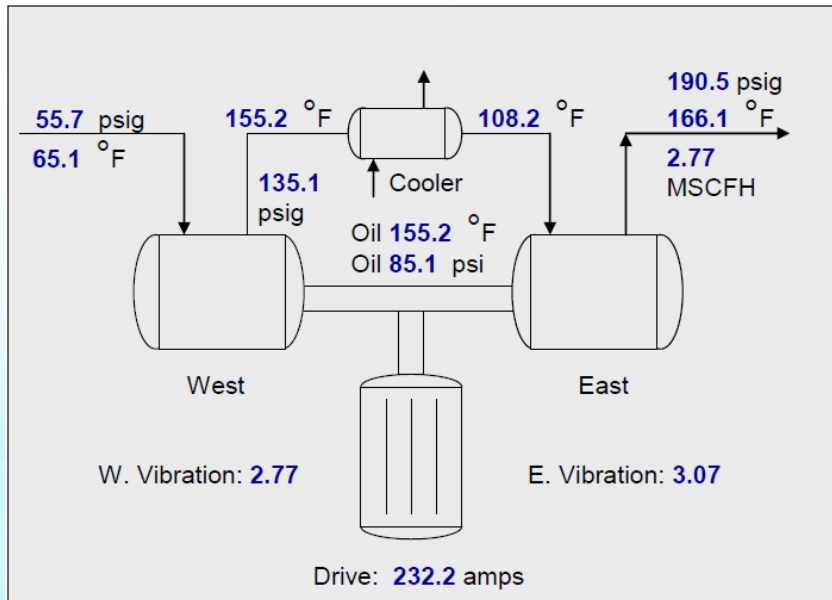 55.7 psig
65.1 °F
155.2 °F
135.1
psig
Cooler
108.2 °F
190.5 psig
166.1 °F
2.77
MSCFH
Oil 155.2 °F
Oil 85.1 psi
West
East
W. Vibration: 2.77
E. Vibration: 3.07
Drive: 232.2 amps